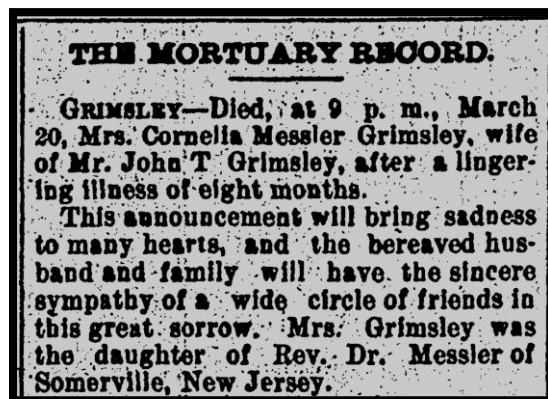 THE MORTUARY RECORD.
GRIMSLEY—Died, at 9 p. m., March
20, Mrs. Cornelia Messler Grimsley, wife
of Mr. John T Grimsley, after a linger-
ing illness of eight months.
This announcement will bring sadness
to many hearts, and the bereaved hus-
band and family will have the sincere
sympathy of a wide circle of friends in
this great sorrow. Mrs. Grimsley was
the daughter of Rev. Dr. Messler of
Somerville, New Jersey.